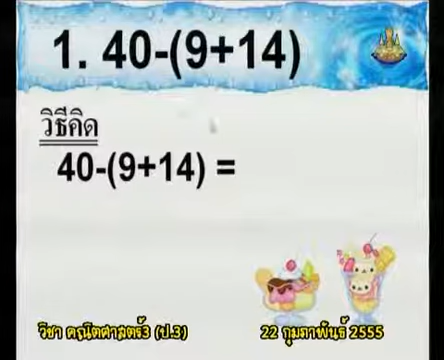 1. 40-(9+14)
วิธีคิด
40-(9+14) =
วิชา คณิตศาสตร์3 (ป.3)
22 กุมภาพันธ์ 2555